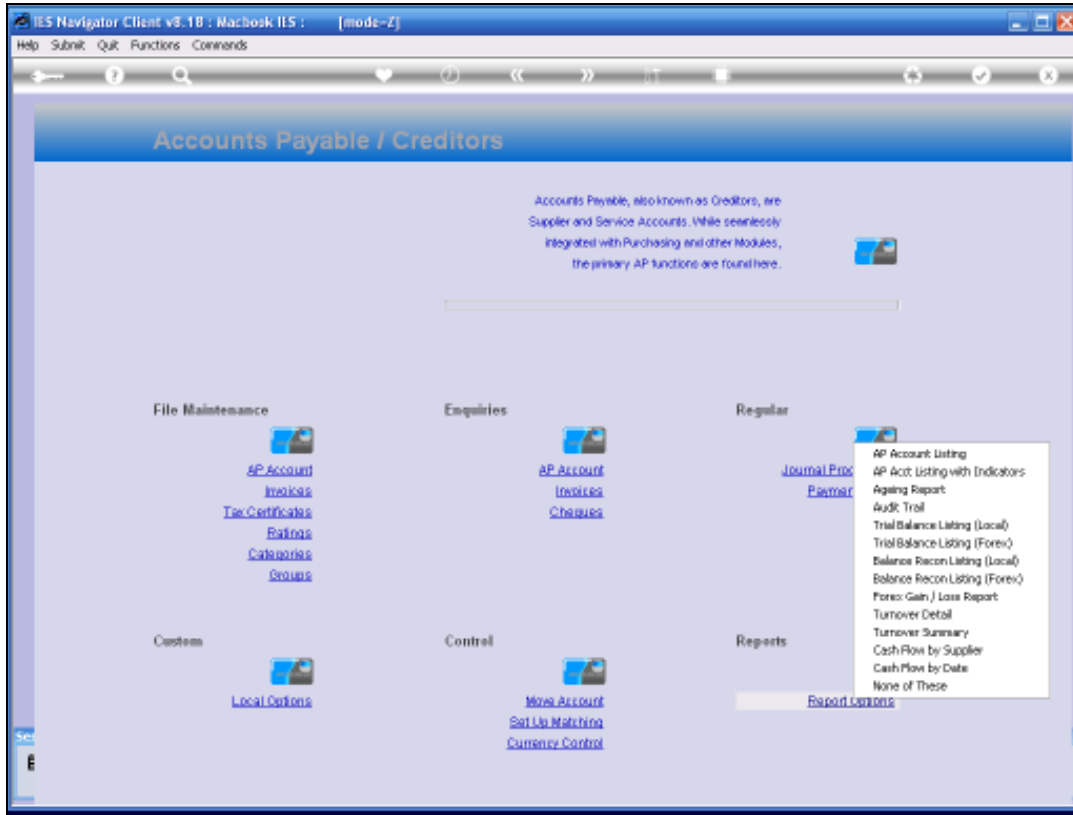 IES Navigator Client v8.18 : Macbook IES : [mode-Z]
Help Submit Quit Functions Commands
Accounts Payable / Creditors
Accounts Payable, also known as Creditors, are
Supplier and Service Accounts. While seamlessly
integrated with Purchasing and other Modules,
the primary AP functions are found here.
File Maintenance
AP Account
Invoices
Tax Certificates
Ratings
Categories
Groups
Enquiries
AP Account
Invoices
Cheques
Regular
Journal Proc
Paymen
AP Account Listing
AP Acct Listing with Indicators
Ageing Report
Audit Trail
Trial Balance Listing (Local)
Trial Balance Listing (Forex)
Balance Recon Listing (Local)
Balance Recon Listing (Forex)
Forex Gain / Loss Report
Turnover Detail
Turnover Summary
Cash Flow by Supplier
Cash Flow by Date
None of These
Custom
Local Options
Control
Move Account
Set Up Matching
Currency Control
Reports
Report Options
Se